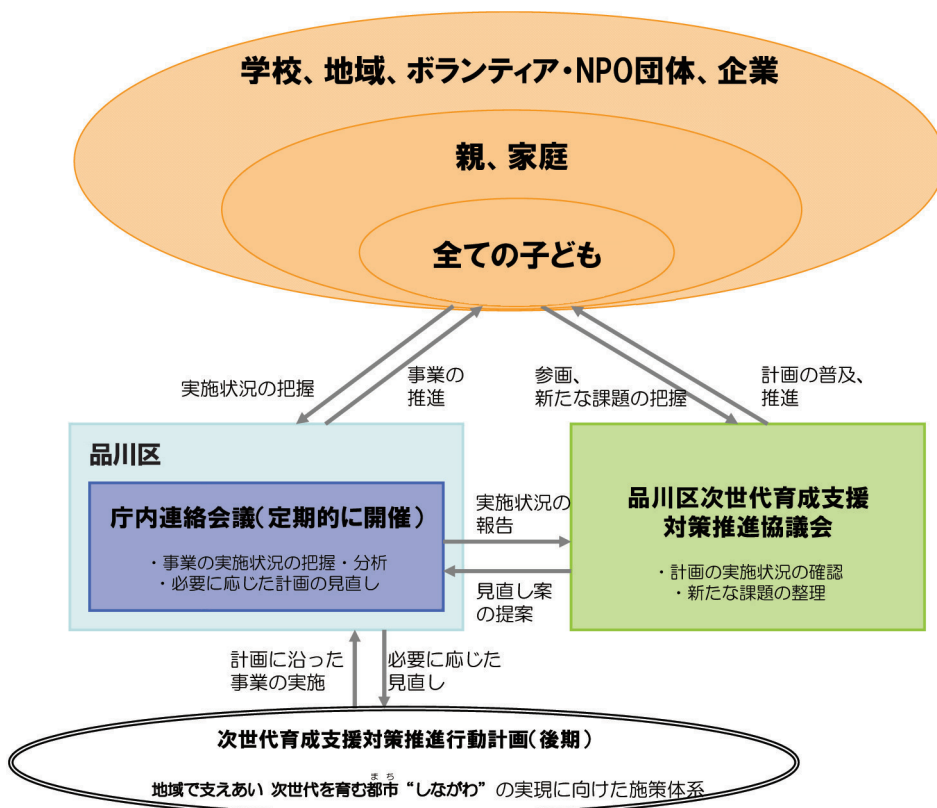 学校、地域、ボランティア・NPO団体、企業
親、家庭
全ての子ども
実施状況の把握
事業の
推進
参画、
新たな課題の把握
計画の普及、
推進
品川区
庁内連絡会議(定期的に開催)
・事業の実施状況の把握・分析
・必要に応じた計画の見直し
実施状況の
報告
見直し案
の提案
品川区次世代育成支援
対策推進協議会
・計画の実施状況の確認
・新たな課題の整理
計画に沿った
事業の実施
必要に応じた
見直し
次世代育成支援対策推進行動計画(後期)
まち
地域で支えあい 次世代を育む都市 “しながわ” の実現に向けた施策体系